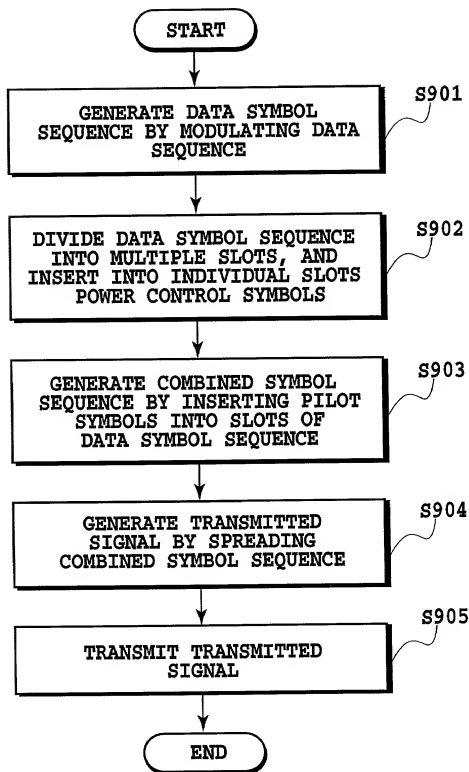 START
S901
GENERATE DATA SYMBOL
SEQUENCE BY MODULATING DATA
SEQUENCE
S902
DIVIDE DATA SYMBOL SEQUENCE
INTO MULTIPLE SLOTS, AND
INSERT INTO INDIVIDUAL SLOTS
POWER CONTROL SYMBOLS
S903
GENERATE COMBINED SYMBOL
SEQUENCE BY INSERTING PILOT
SYMBOLS INTO SLOTS OF
DATA SYMBOL SEQUENCE
S904
GENERATE TRANSMITTED
SIGNAL BY SPREADING
COMBINED SYMBOL SEQUENCE
S905
TRANSMIT TRANSMITTED
SIGNAL
END